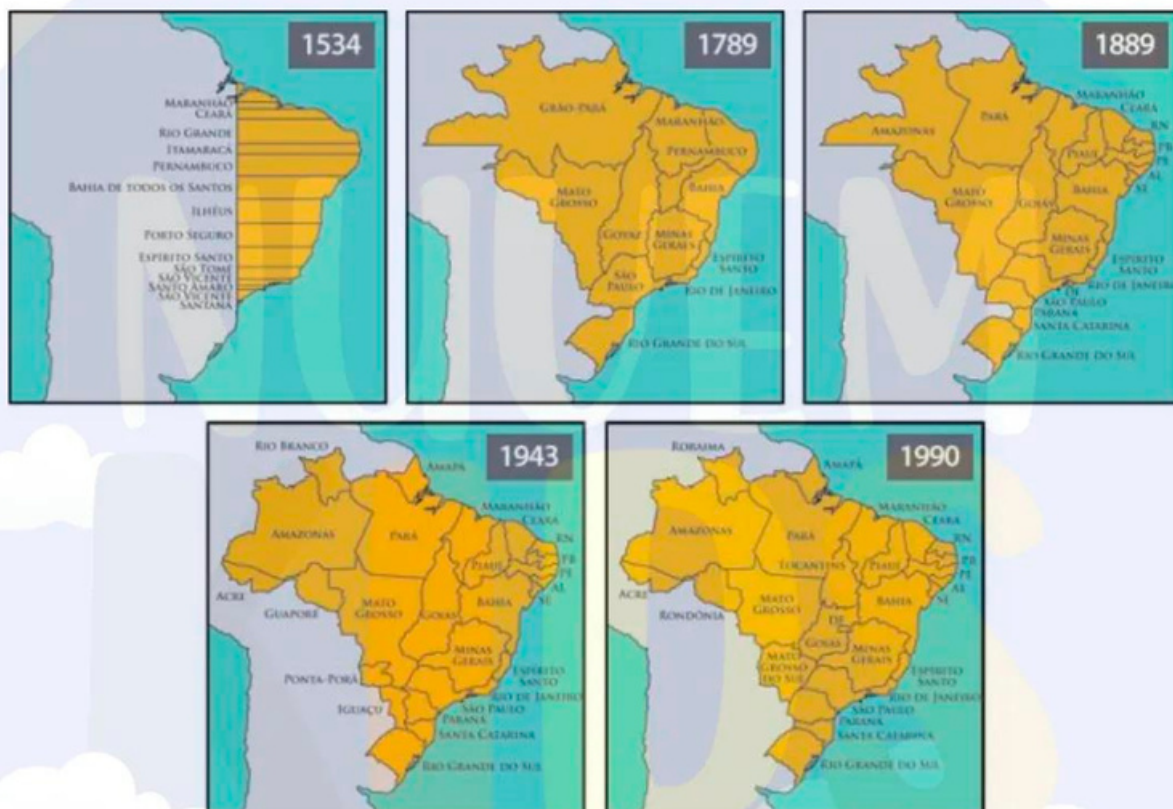 1534
MARANHÃO
CEARÁ
RIO GRANDE
ITAMARACÁ
PERNAMBUCO
BAHIA DE TODOS OS SANTOS
ILHÉUS
PORTO SEGURO
ESPÍRITO SANTO
SÃO TOMÉ
SÃO VICENTE
SANTO AMARO
SÃO VICENTE
SANTANA
1789
GRÃO-PARÁ
MARANHÃO
PERNAMBUCO
BAHIA
MATO
GROSSO
GOYAZ
MINAS
GERAES
ESPÍRITO
SANTO
SÃO
PAULO
RIO DE JANEIRO
RIO GRANDE DO SUL
1889
MARANHÃO
CEARÁ
PARÁ
AMAZONAS
RN
PB
PE
AL
SE
PIAUÍ
MATO
GROSSO
GOIÁS
BAHIA
MINAS
GERAIS
ESPÍRITO
SANTO
RIO DE JANEIRO
DF
SÃO PAULO
PARANÁ
SANTA CATARINA
RIO GRANDE DO SUL
1943
RIO BRANCO
AMAPÁ
MARANHÃO
CEARÁ
AMAZONAS
PARÁ
RN
PB
PE
AL
SE
PIAUÍ
ACRE
GUAPORÉ
MATO
GROSSO
GOIÁS
BAHIA
MINAS
GERAIS
PONTA-PORÃ
ESPÍRITO
SANTO
RIO DE JANEIRO
IGUAÇU
SÃO PAULO
PARANÁ
SANTA CATARINA
RIO GRANDE DO SUL
1990
RORAIMA
AMAPÁ
MARANHÃO
CEARÁ
AMAZONAS
PARÁ
RN
PB
PE
AL
SE
TOCANTINS
PIAUÍ
ACRE
RONDÔNIA
MATO
GROSSO
BAHIA
DF
GOIÁS
MINAS
GERAIS
MATO
GROSSO
DO SUL
ESPÍRITO
SANTO
RIO DE JANEIRO
SÃO PAULO
PARANÁ
SANTA CATARINA
RIO GRANDE DO SUL
NUVEM